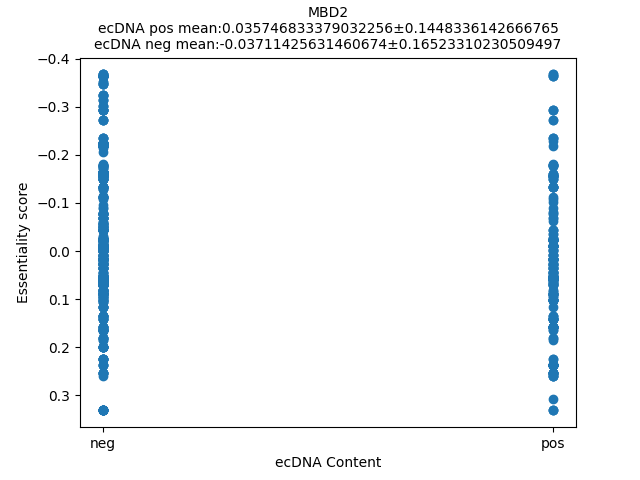 MBD2
ecDNA pos mean:0.035746833379032256±0.1448336142666765
ecDNA neg mean:-0.03711425631460674±0.16523310230509497
−0.4
−0.3
−0.2
−0.1
0.0
0.1
0.2
0.3
Essentiality score
neg
pos
ecDNA Content